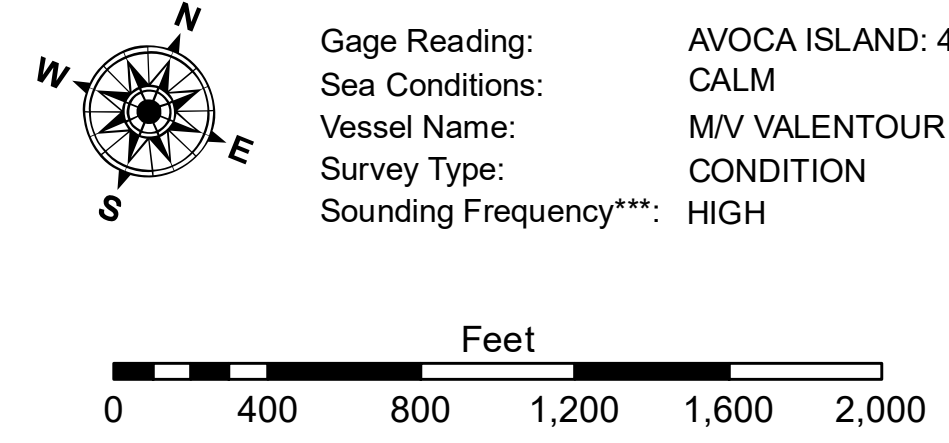 N
W
E
S
Gage Reading: AVOCA ISLAND: 4
Sea Conditions: CALM
Vessel Name: M/V VALENTOUR
Survey Type: CONDITION
Sounding Frequency***: HIGH
Feet
0 400 800 1,200 1,600 2,000